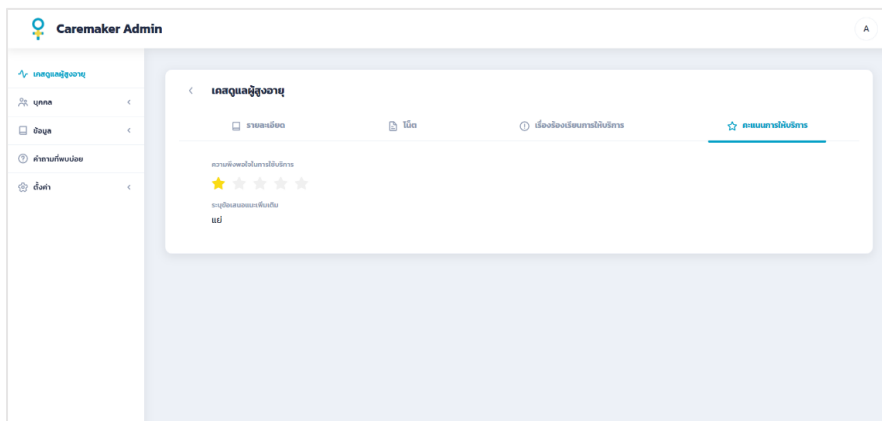 Caremaker Admin
A
เคสดูแลผู้สูงอายุ
บุคคล
ข้อมูล
คำถามที่พบบ่อย
ตั้งค่า
เคสดูแลผู้สูงอายุ
รายละเอียด
โน๊ต
เรื่องร้องเรียนการให้บริการ
คะแนนการให้บริการ
ความพึงพอใจในการใช้บริการ
ระบุข้อเสนอแนะเพิ่มเติม
แย่